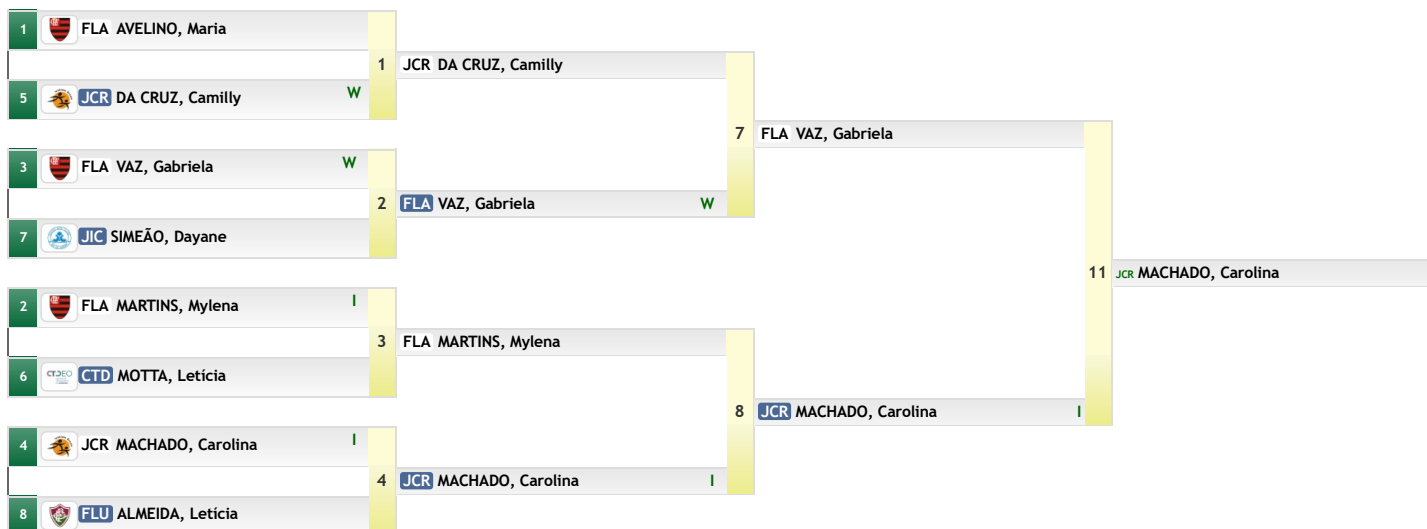 1 FLA AVELINO, Maria
1 JCR DA CRUZ, Camilly
5 JCR DA CRUZ, Camilly W
7 FLA VAZ, Gabriela
3 FLA VAZ, Gabriela W
2 FLA VAZ, Gabriela W
7 JIC SIMEÃO, Dayane
11 JCR MACHADO, Carolina
2 FLA MARTINS, Mylena I
3 FLA MARTINS, Mylena
6 CTD MOTTA, Letícia
8 JCR MACHADO, Carolina I
4 JCR MACHADO, Carolina I
4 JCR MACHADO, Carolina I
8 FLU ALMEIDA, Letícia